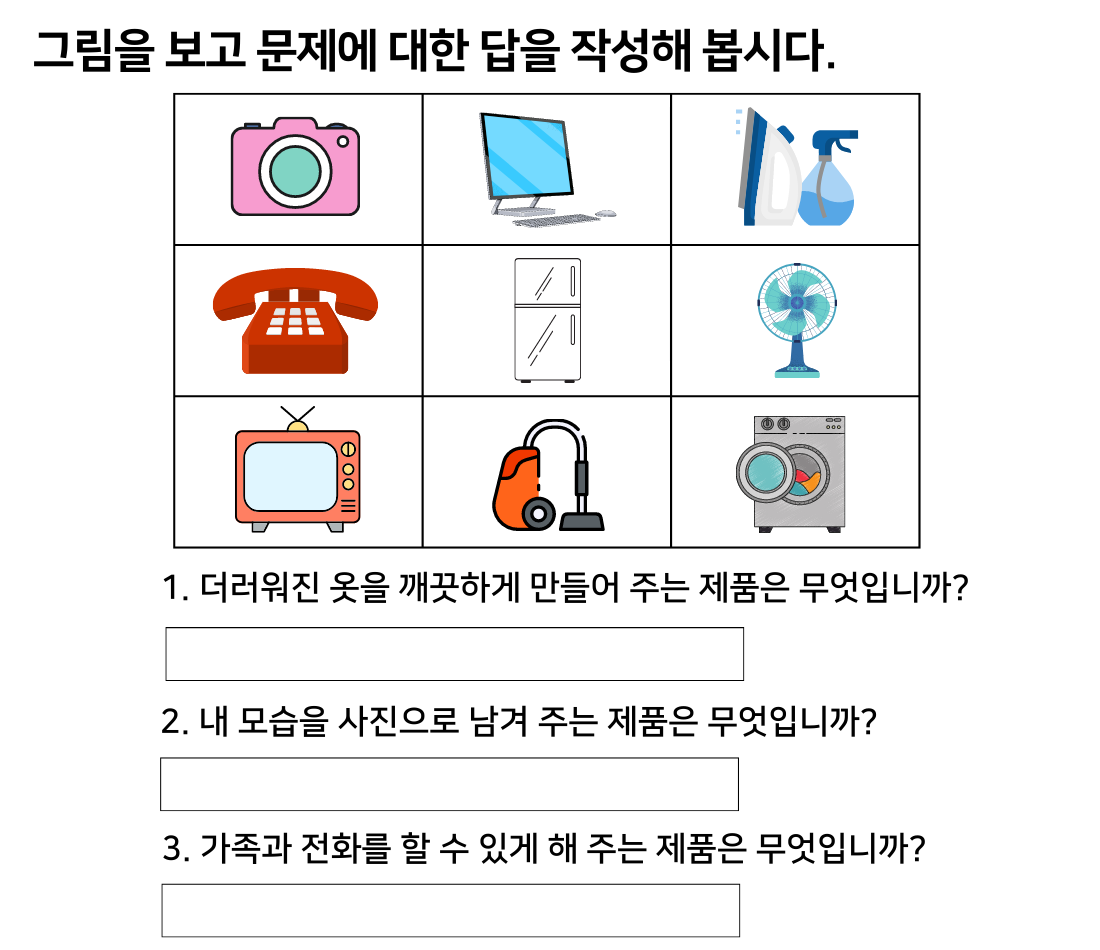 그림을 보고 문제에 대한 답을 작성해 봅시다.
1. 더러워진 옷을 깨끗하게 만들어 주는 제품은 무엇입니까?
2. 내 모습을 사진으로 남겨 주는 제품은 무엇입니까?
3. 가족과 전화를 할 수 있게 해 주는 제품은 무엇입니까?